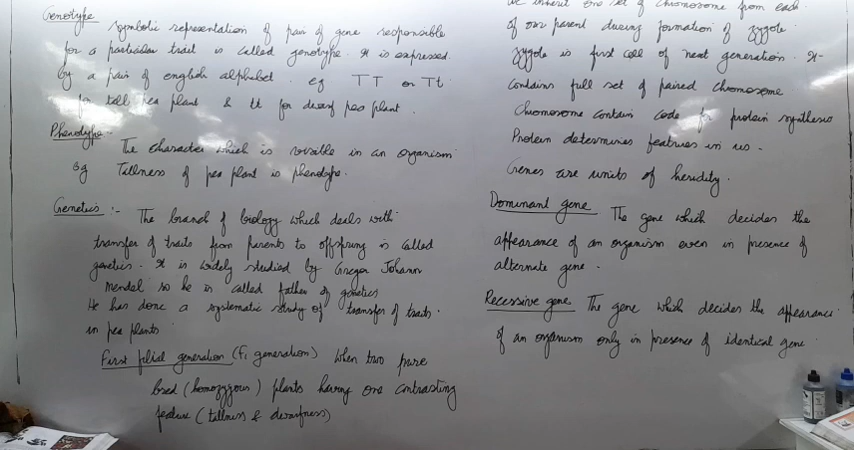 Genotype
symbolic representation of pair of gene responsible
for a particular trait is called genotype. It is expressed
by a pair of english alphabet. eg TT or Tt
for tall pea plant & tt for dwarf pea plant.
Phenotype -
The character which is visible in an organism
eg Tallness of pea plant is phenotype.
Genetics :- The branch of biology which deals with
transfer of traits from parents to offspring is called
genetics. It is widely studied by Gregor Johann
Mendel so he is called father of genetics
He has done a systematic study of transfer of traits.
in pea plants
First filial generation (F1 generation) When two pure
bred (homozygous) plants having one contrasting
feature (tallness & dwarfness)
we inherit one set of chromosome from each
of our parent during formation of zygote.
zygote is first cell of next generation. It
contains full set of paired chromosome
Chromosome contain code for protein synthesis
Protein determines features in us.
Genes are units of heridity.
Dominant gene The gene which decides the
appearance of an organism even in presence of
alternate gene.
Recessive gene The gene which decides the appearance
of an organism only in presence of identical gene.